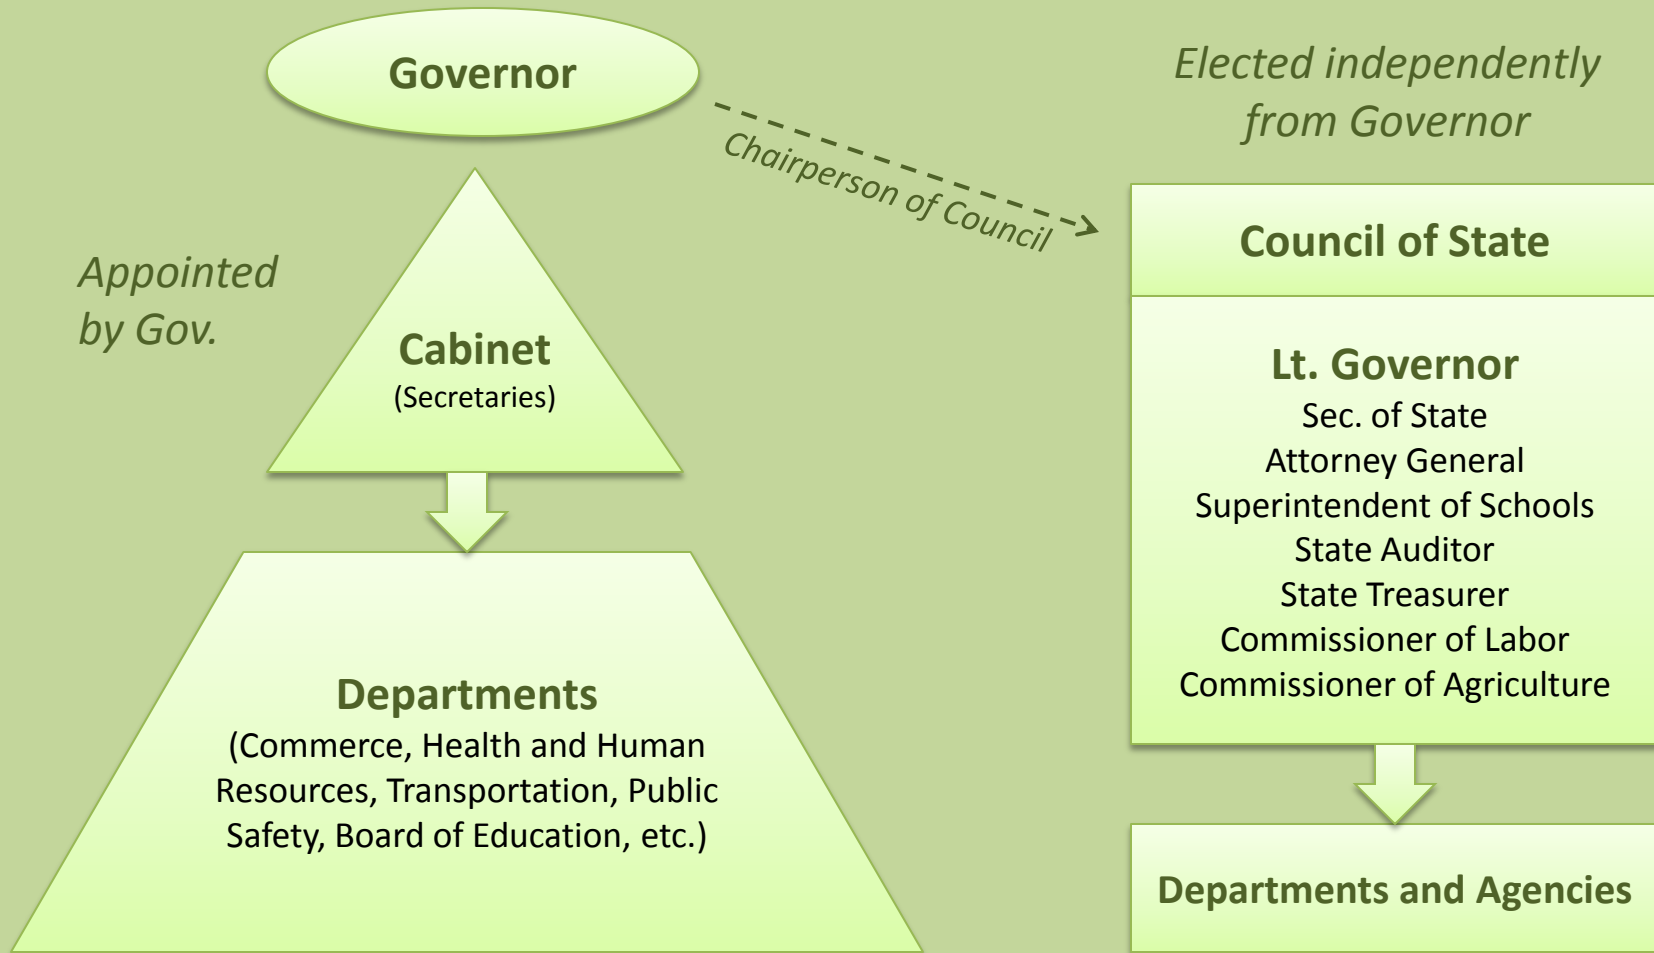 Governor
Elected independently
from Governor
Chairperson of Council
Appointed
by Gov.
Cabinet
(Secretaries)
Council of State
Lt. Governor
Sec. of State
Attorney General
Superintendent of Schools
State Auditor
State Treasurer
Commissioner of Labor
Commissioner of Agriculture
Departments
(Commerce, Health and Human
Resources, Transportation, Public
Safety, Board of Education, etc.)
Departments and Agencies